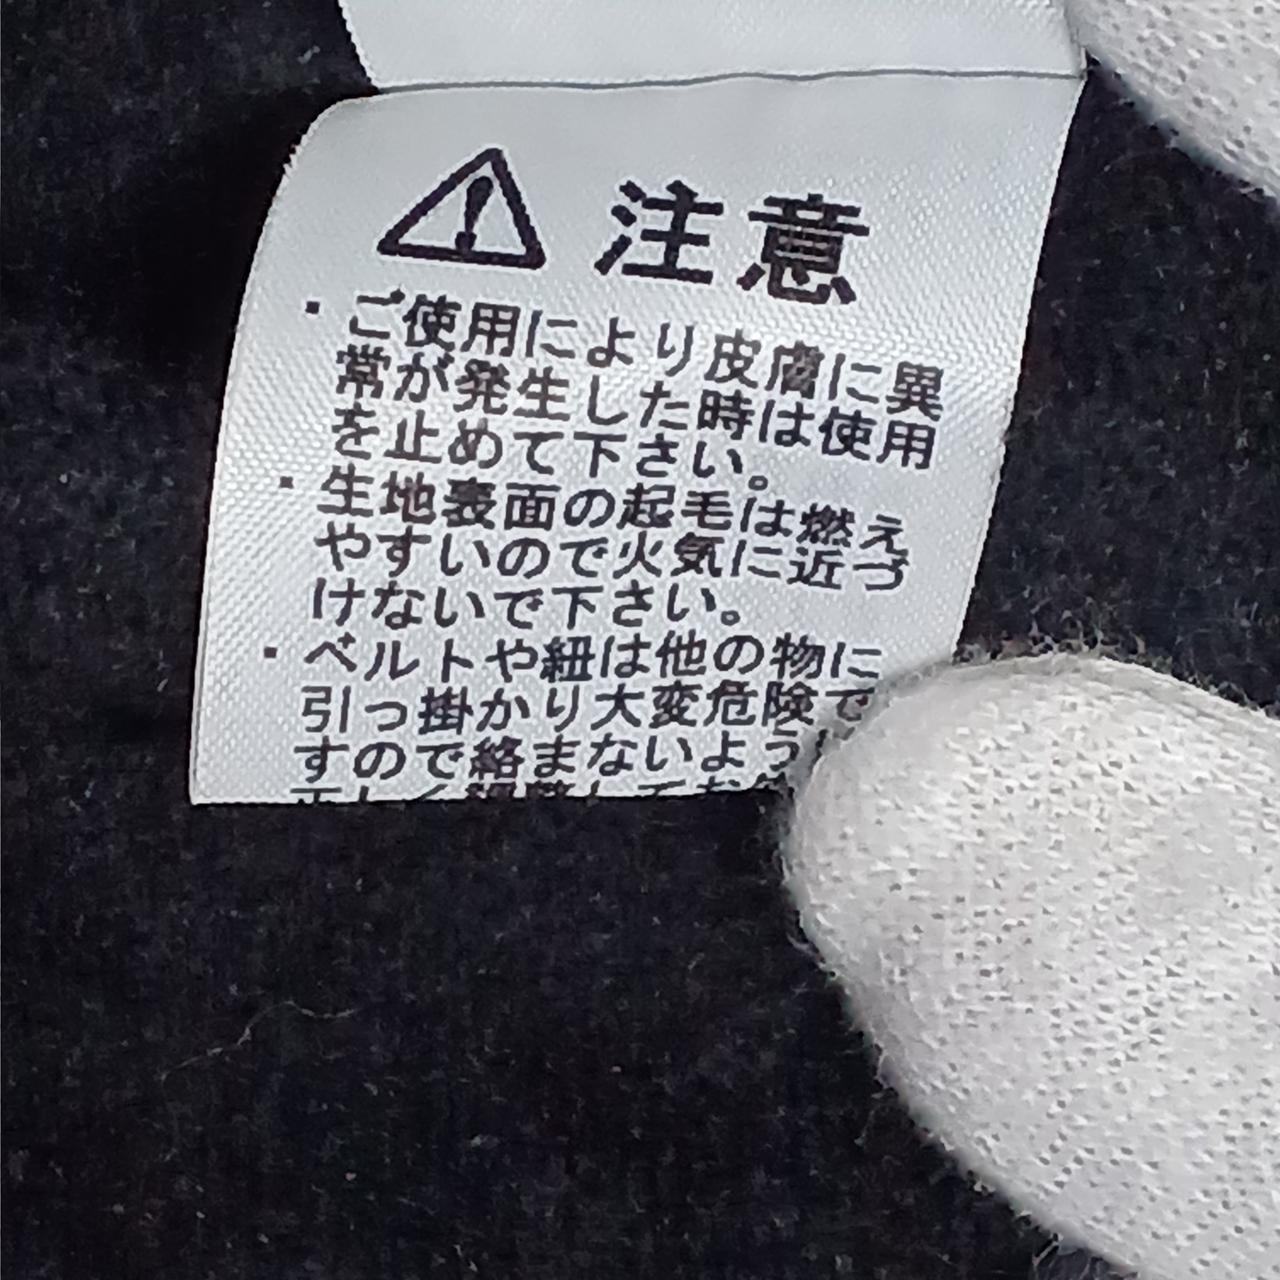 注意
・ご使用により皮膚に異
常が発生した時は使用
を止めて下さい。
・生地表面の起毛は燃え
やすいので火気に近づ
けないで下さい。
・ベルトや紐は他の物に
引っ掛かり大変危険で
すので絡まないよう